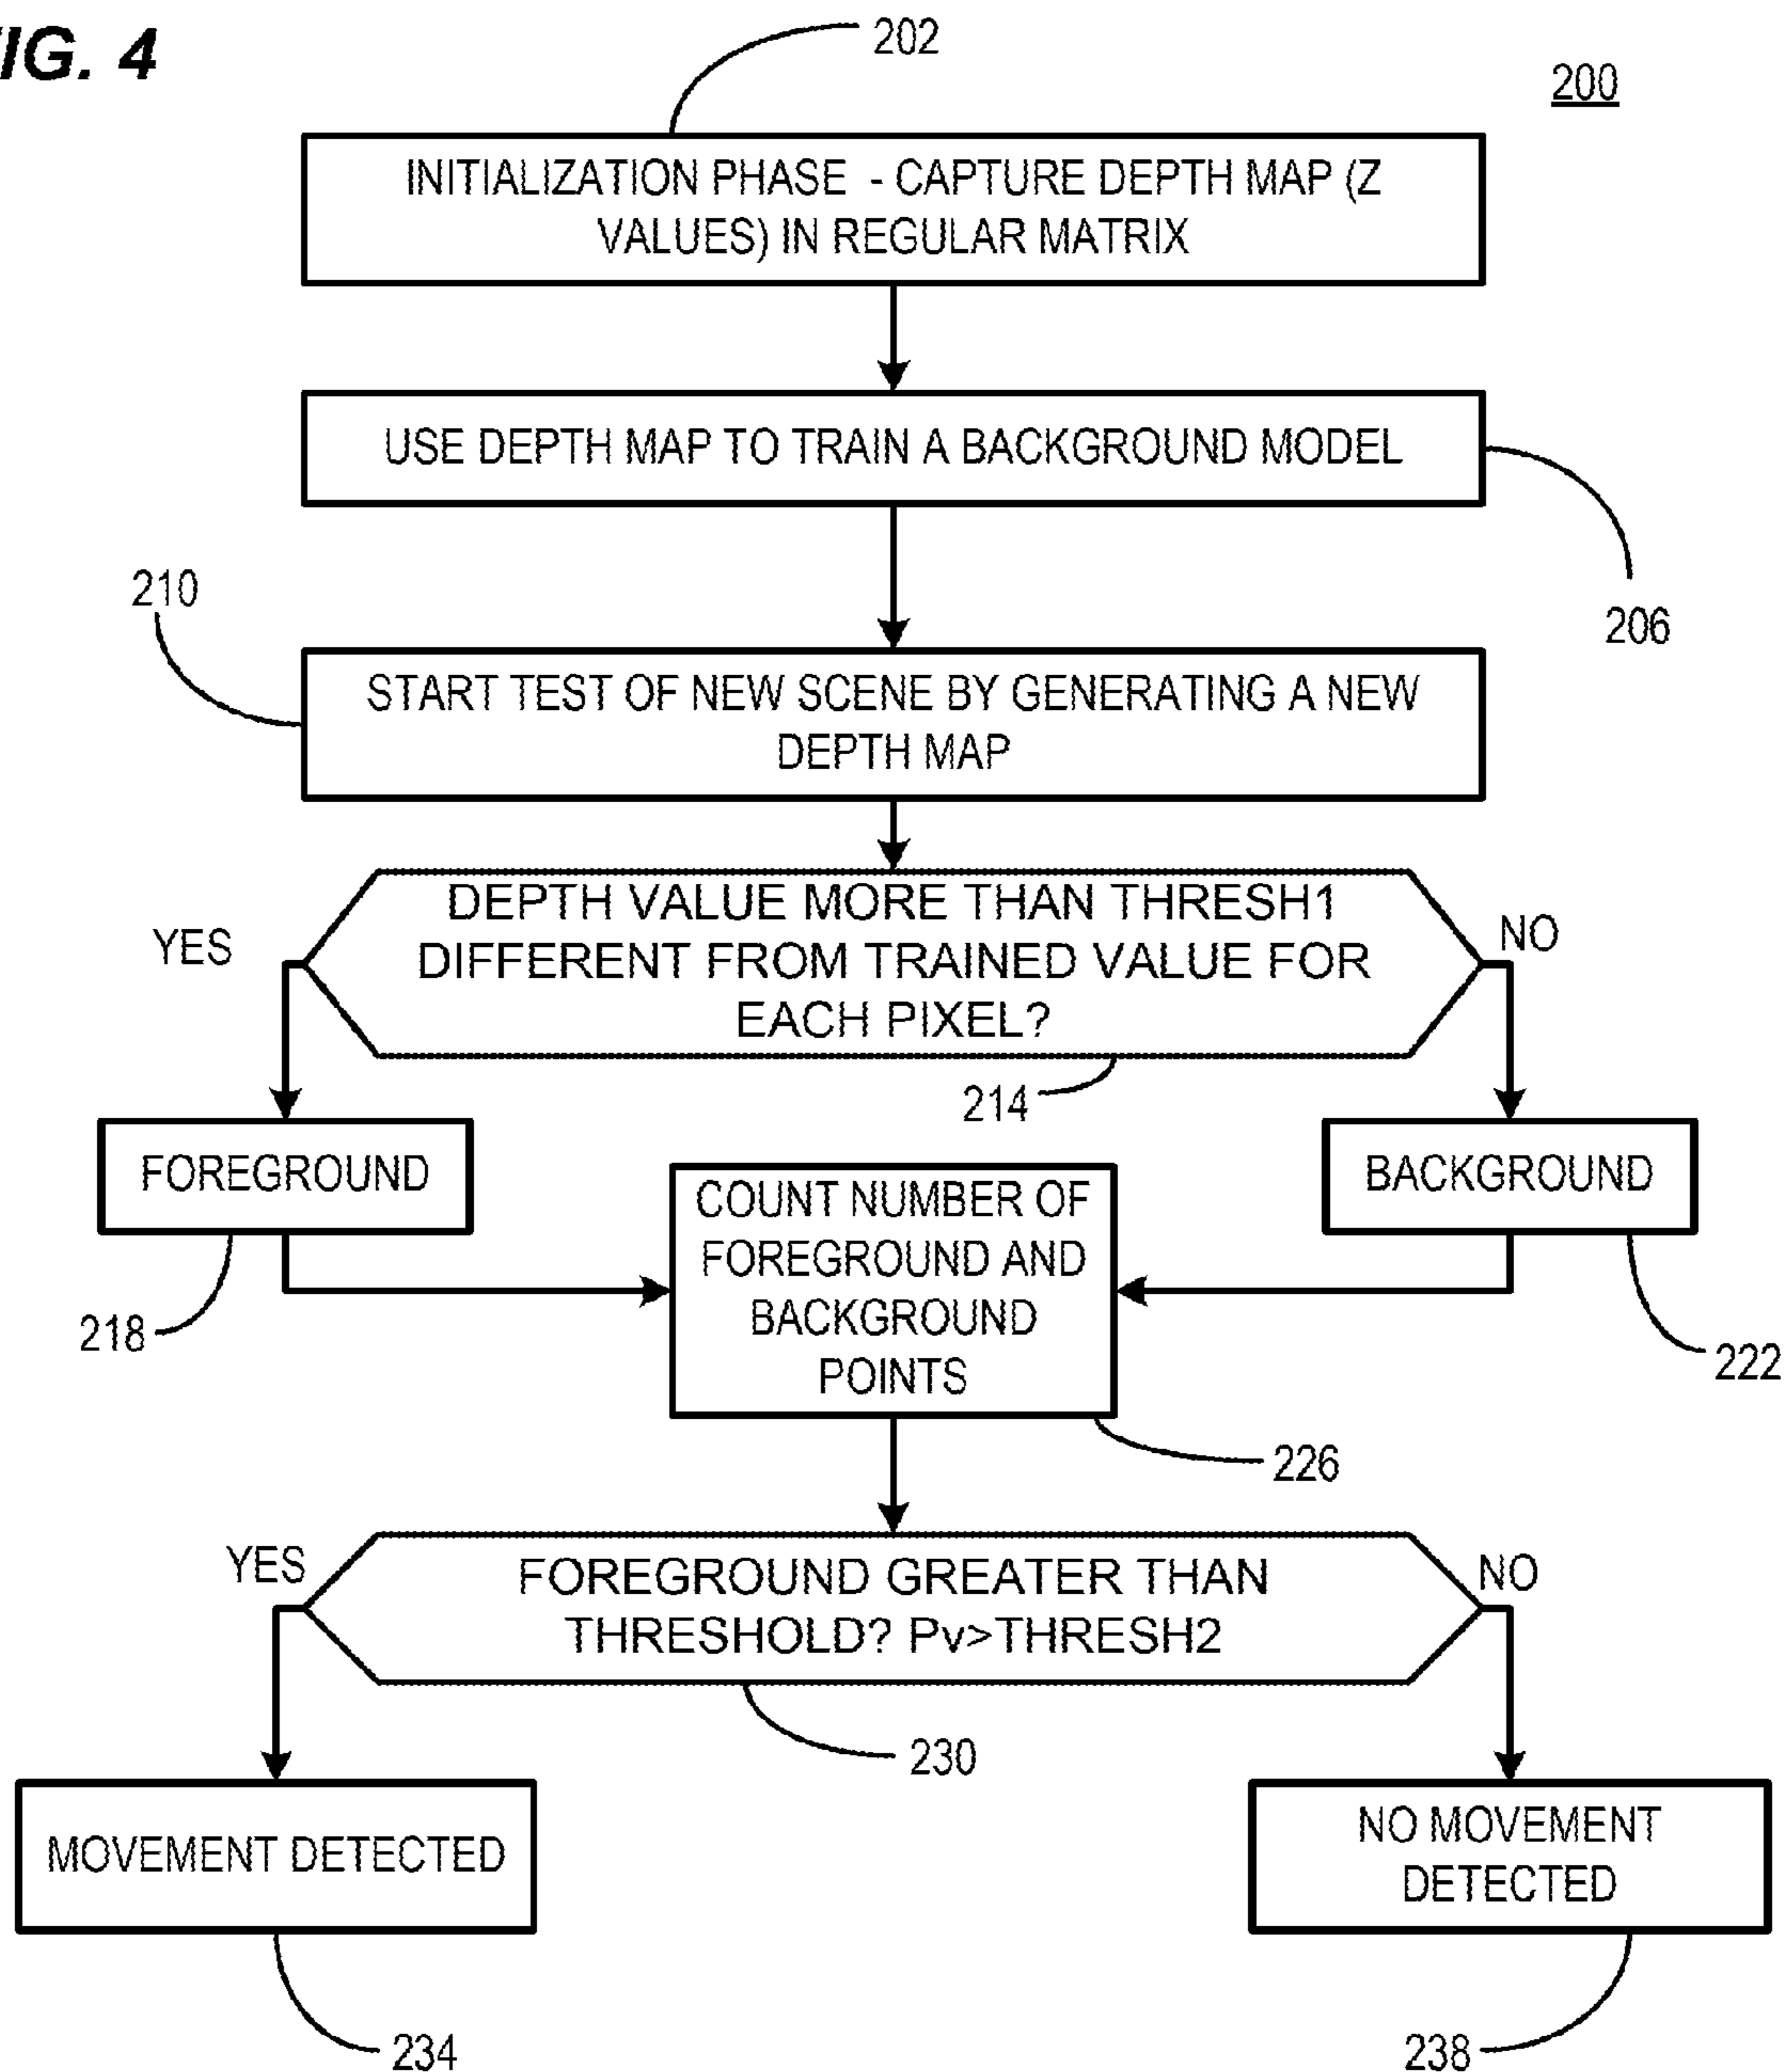 IG. 4
202
200
INITIALIZATION PHASE - CAPTURE DEPTH MAP (Z
VALUES) IN REGULAR MATRIX
USE DEPTH MAP TO TRAIN A BACKGROUND MODEL
206
210
START TEST OF NEW SCENE BY GENERATING A NEW
DEPTH MAP
DEPTH VALUE MORE THAN THRESH1
DIFFERENT FROM TRAINED VALUE FOR
EACH PIXEL?
YES
NO
214
FOREGROUND
BACKGROUND
COUNT NUMBER OF
FOREGROUND AND
BACKGROUND
POINTS
218
222
226
YES
NO
FOREGROUND GREATER THAN
THRESHOLD? Pv>THRESH2
230
MOVEMENT DETECTED
NO MOVEMENT
DETECTED
234
238